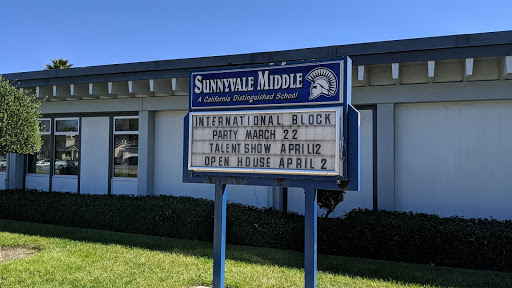 SUNNYVALE MIDDLE
A California Distinguished School
INTERNATIONAL BLOCK
PARTY MARCH 22
TALENT SHOW APRIL 12
OPEN HOUSE APRIL 2